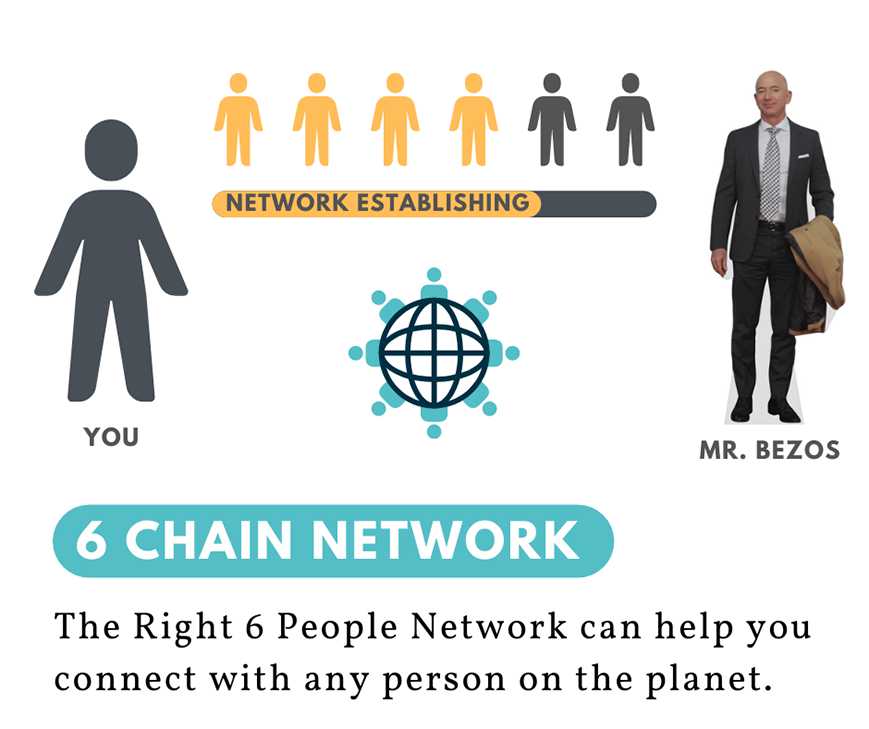 NETWORK ESTABLISHING
YOU
MR. BEZOS
6 CHAIN NETWORK
The Right 6 People Network can help you
connect with any person on the planet.